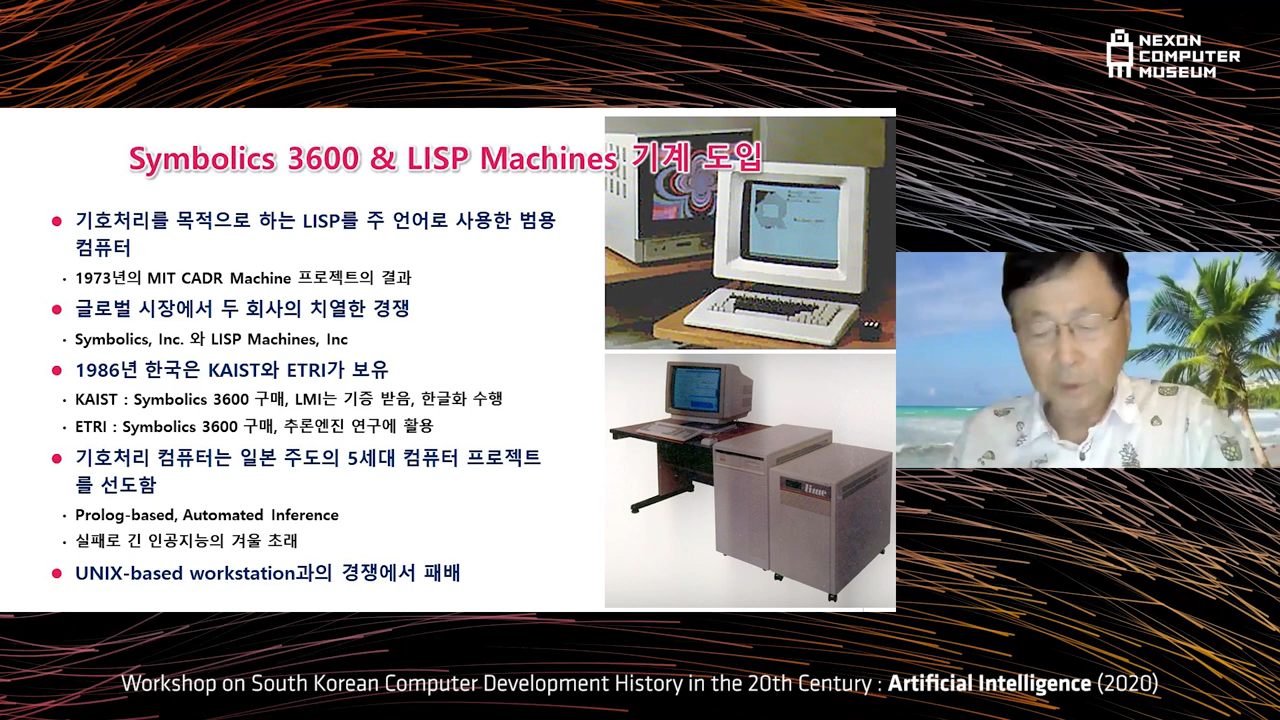 NEXON
COMPUTER
MUSEUM
Symbolics 3600 & LISP Machines 기계 도입
기호처리를 목적으로 하는 LISP를 주 언어로 사용한 범용
컴퓨터
1973년의 MIT CADR Machine 프로젝트의 결과
글로벌 시장에서 두 회사의 치열한 경쟁
Symbolics, Inc. 와 LISP Machines, Inc
1986년 한국은 KAIST와 ETRI가 보유
KAIST : Symbolics 3600 구매, LMI는 기증 받음, 한글화 수행
ETRI : Symbolics 3600 구매, 추론엔진 연구에 활용
기호처리 컴퓨터는 일본 주도의 5세대 컴퓨터 프로젝트
를 선도함
Prolog-based, Automated Inference
실패로 긴 인공지능의 겨울 초래
UNIX-based workstation과의 경쟁에서 패배
Workshop on South Korean Computer Development History in the 20th Century : Artificial Intelligence (2020)